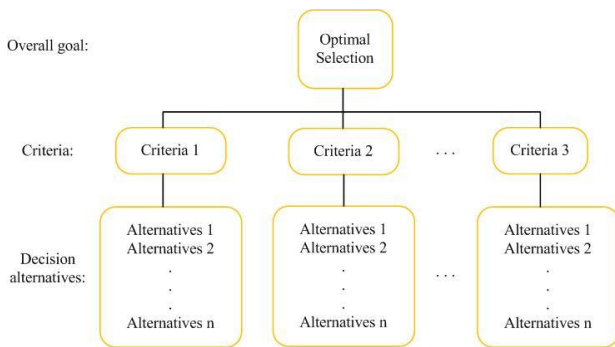 Overall goal:
Optimal
Selection
Criteria:
Criteria 1
Criteria 2
. . .
Criteria 3
Decision
alternatives:
Alternatives 1
Alternatives 2
.
.
.
Alternatives n
Alternatives 1
Alternatives 2
.
.
.
Alternatives n
. . .
Alternatives 1
Alternatives 2
.
.
.
Alternatives n